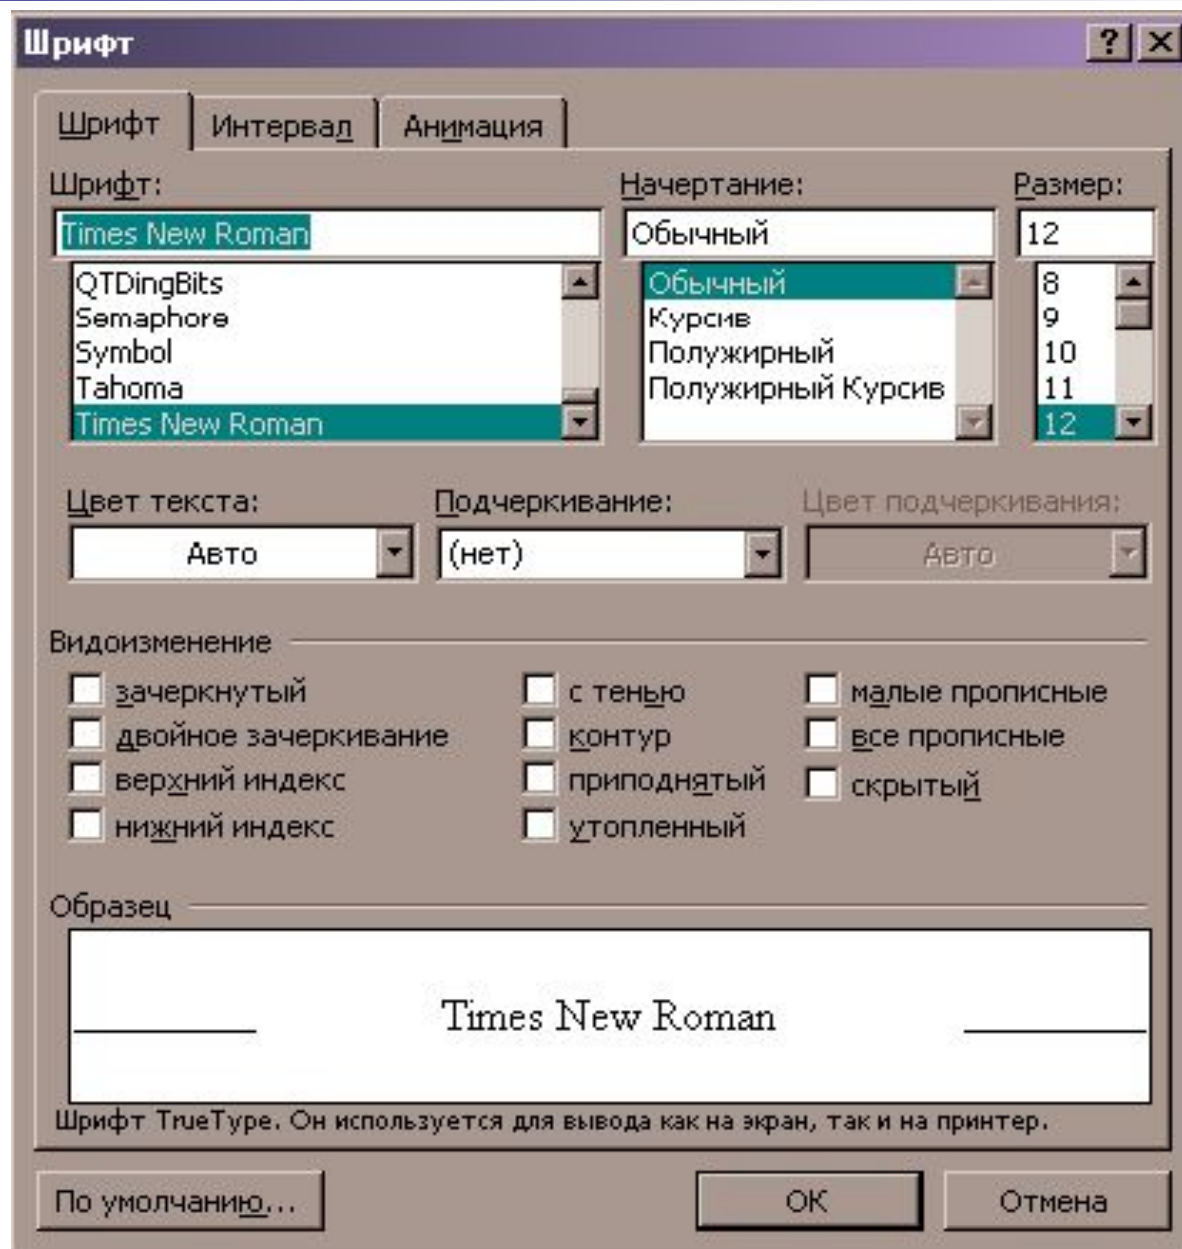 Шрифт
Шрифт Интервал Анимация
Шрифт: Начертание: Размер:
Times New Roman Обычный 12
QTDingBits Обычный 8
Semaphore Курсив 9
Symbol Полужирный 10
Tahoma Полужирный Курсив 11
Times New Roman 12
Цвет текста: Подчеркивание: Цвет подчеркивания:
Авто (нет) Авто
Видоизменение
зачеркнутый с тенью малые прописные
двойное зачеркивание контур все прописные
верхний индекс приподнятый скрытый
нижний индекс утопленный
Образец
Times New Roman
Шрифт TrueType. Он используется для вывода как на экран, так и на принтер.
По умолчанию... ОК Отмена